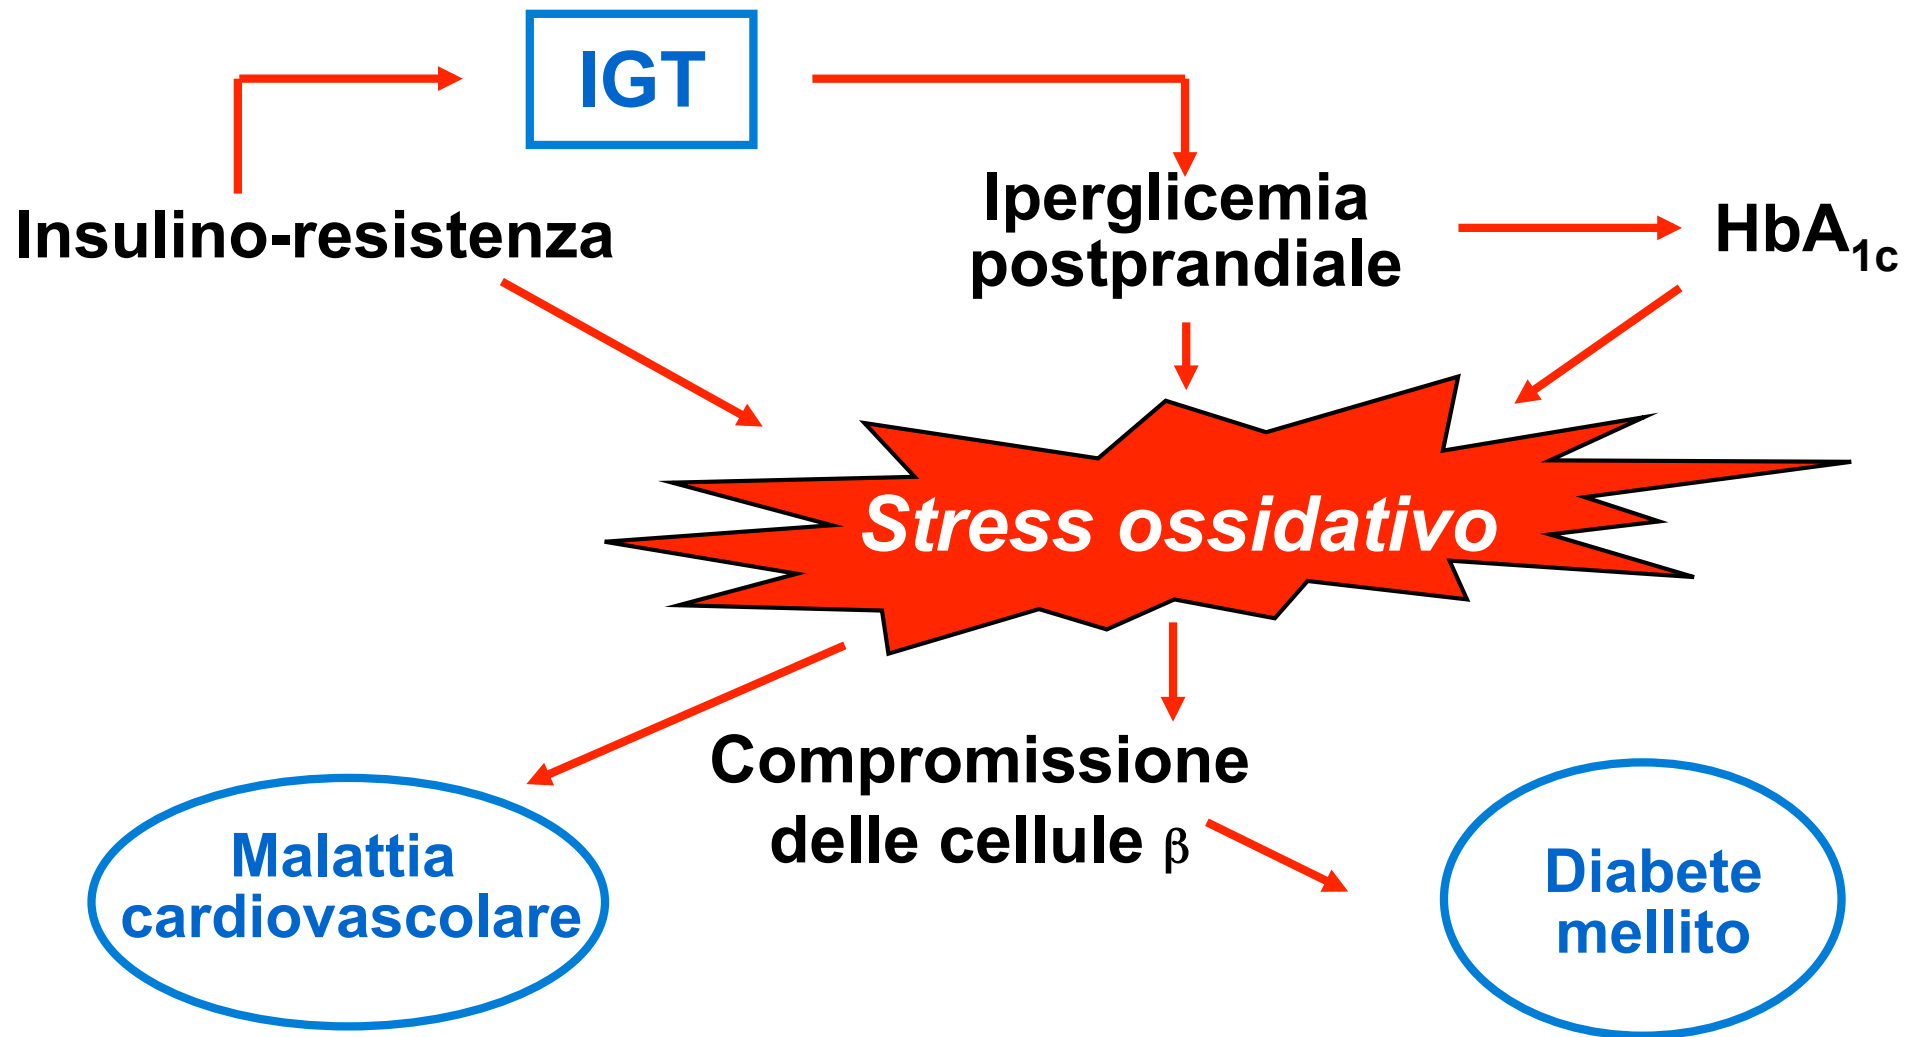 IGT
Insulino-resistenza
Iperglicemia
postprandiale
HbA1c
Stress ossidativo
Compromissione
delle cellule β
Malattia
cardiovascolare
Diabete
mellito